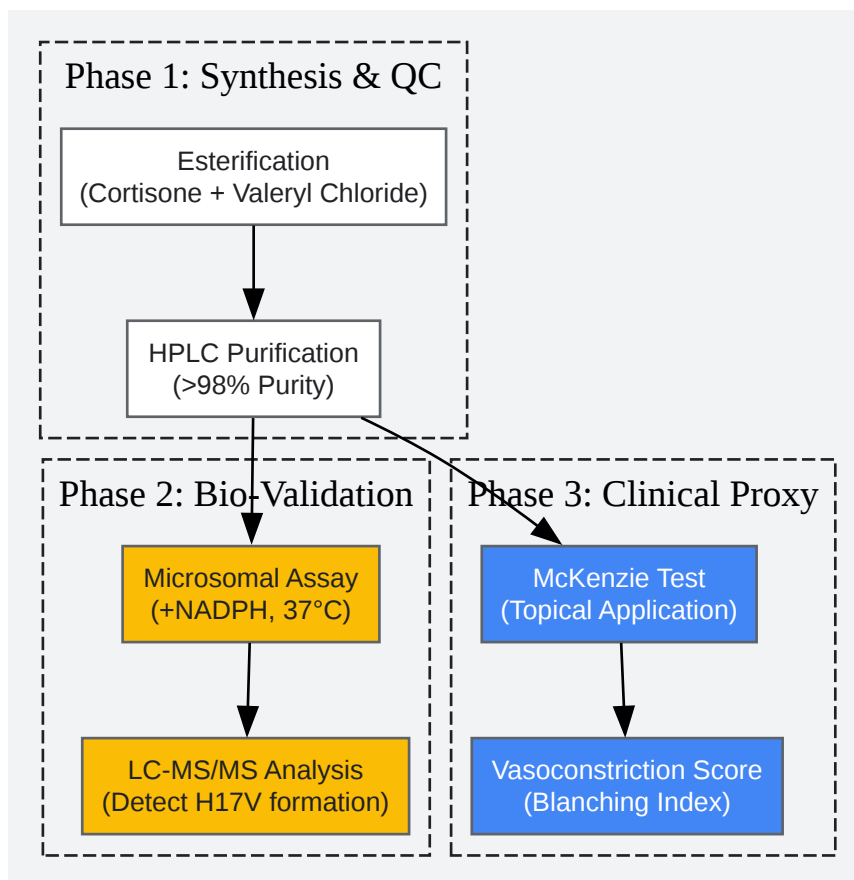 Phase 1: Synthesis & QC
Esterification
(Cortisone + Valeryl Chloride)
HPLC Purification
(>98% Purity)
Phase 2: Bio-Validation
Microsomal Assay
(+NADPH, 37°C)
LC-MS/MS Analysis
(Detect H17V formation)
Phase 3: Clinical Proxy
McKenzie Test
(Topical Application)
Vasoconstriction Score
(Blanching Index)